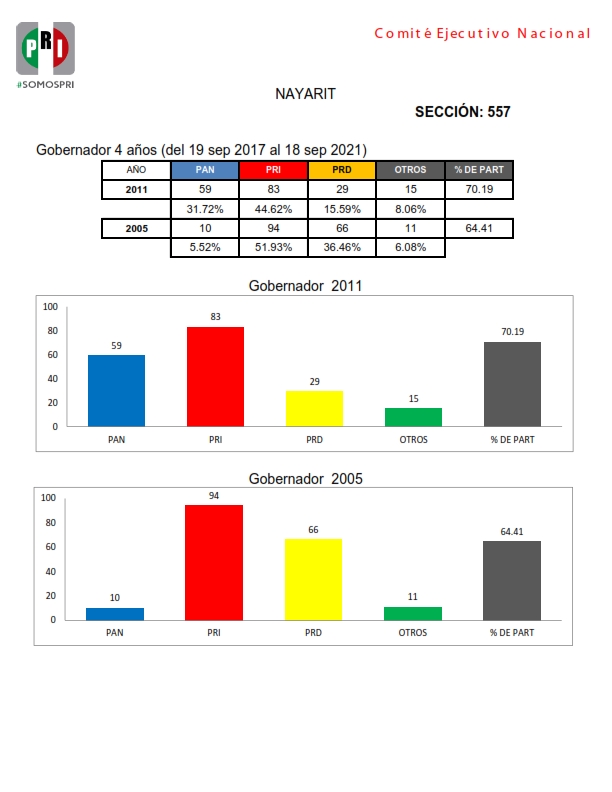 PRI
#SOMOSPRI
Comité Ejecutivo Nacional
NAYARIT
SECCIÓN: 557
Gobernador 4 años (del 19 sep 2017 al 18 sep 2021)
AÑO PAN PRI PRD OTROS % DE PART
2011 59 83 29 15 70.19
31.72% 44.62% 15.59% 8.06%
2005 10 94 66 11 64.41
5.52% 51.93% 36.46% 6.08%
Gobernador 2011
100
80
60
40
20
0
59
83
29
15
70.19
PAN PRI PRD OTROS % DE PART
Gobernador 2005
100
80
60
40
20
0
10
94
66
11
64.41
PAN PRI PRD OTROS % DE PART